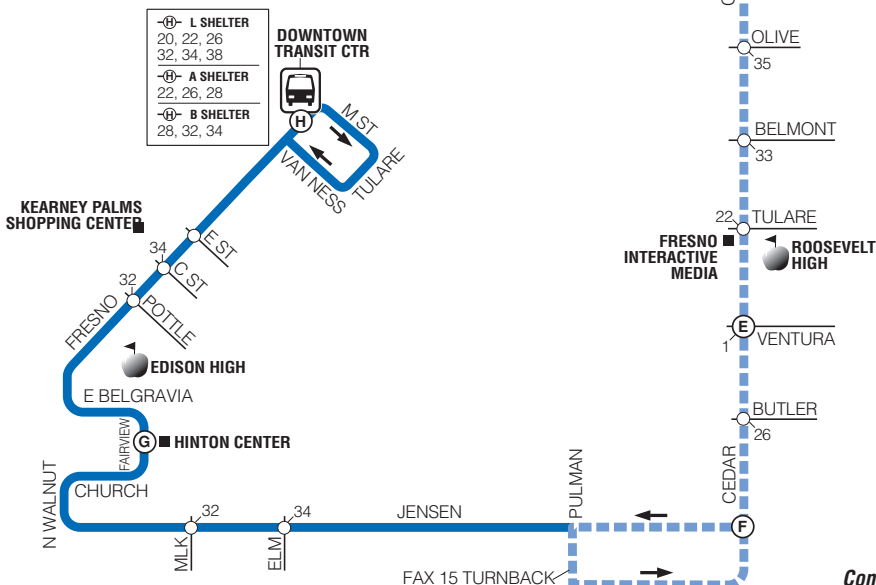 -H- L SHELTER
20, 22, 26
32, 34, 38
-H- A SHELTER
22, 26, 28
-H- B SHELTER
28, 32, 34
DOWNTOWN
TRANSIT CTR
H
M ST
TULARE
VAN NESS
KEARNEY PALMS
SHOPPING CENTER
E ST
34
C ST
32
POTTLE
FRESNO
EDISON HIGH
E BELGRAVIA
FAIRVIEW
G
HINTON CENTER
CHURCH
N WALNUT
32
MLK
34
ELM
JENSEN
PULMAN
FAX 15 TURNBACK
OLIVE
35
BELMONT
33
22
TULARE
FRESNO
INTERACTIVE
MEDIA
ROOSEVELT
HIGH
E
1
VENTURA
BUTLER
26
CEDAR
F